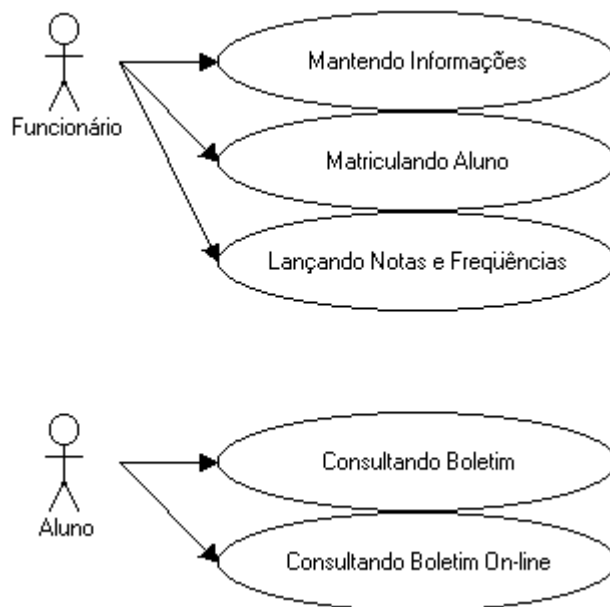 Mantendo Informações
Funcionário
Matriculando Aluno
Lançando Notas e Freqüências
Consultando Boletim
Aluno
Consultando Boletim On-line